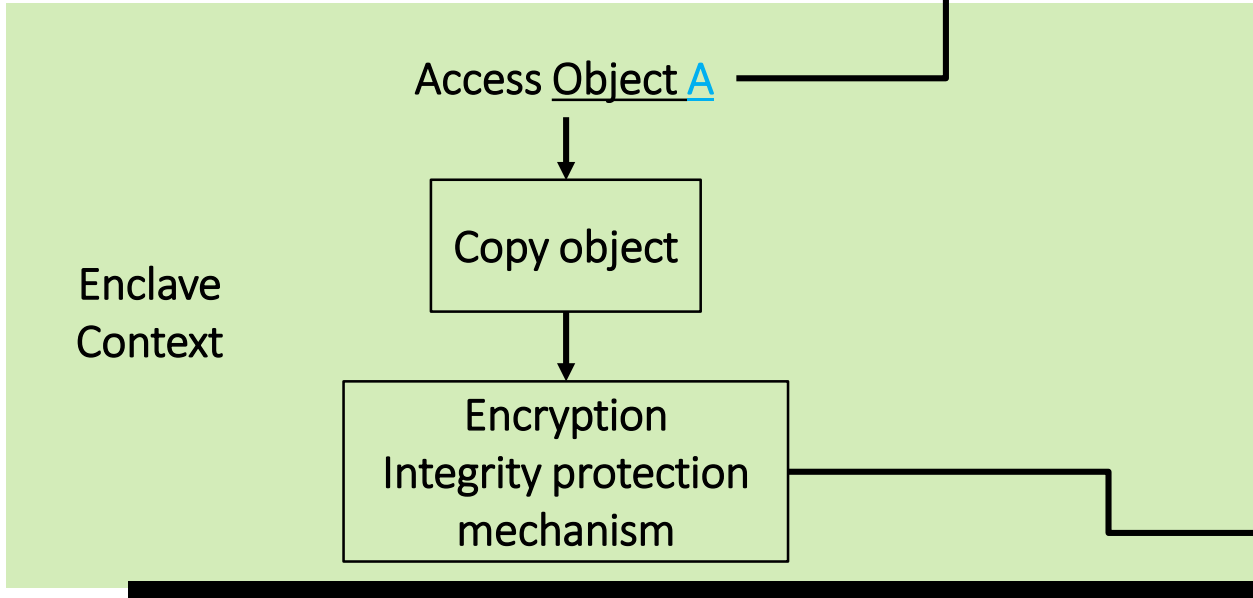 Access Object A
Copy object
Enclave
Context
Encryption
Integrity protection
mechanism